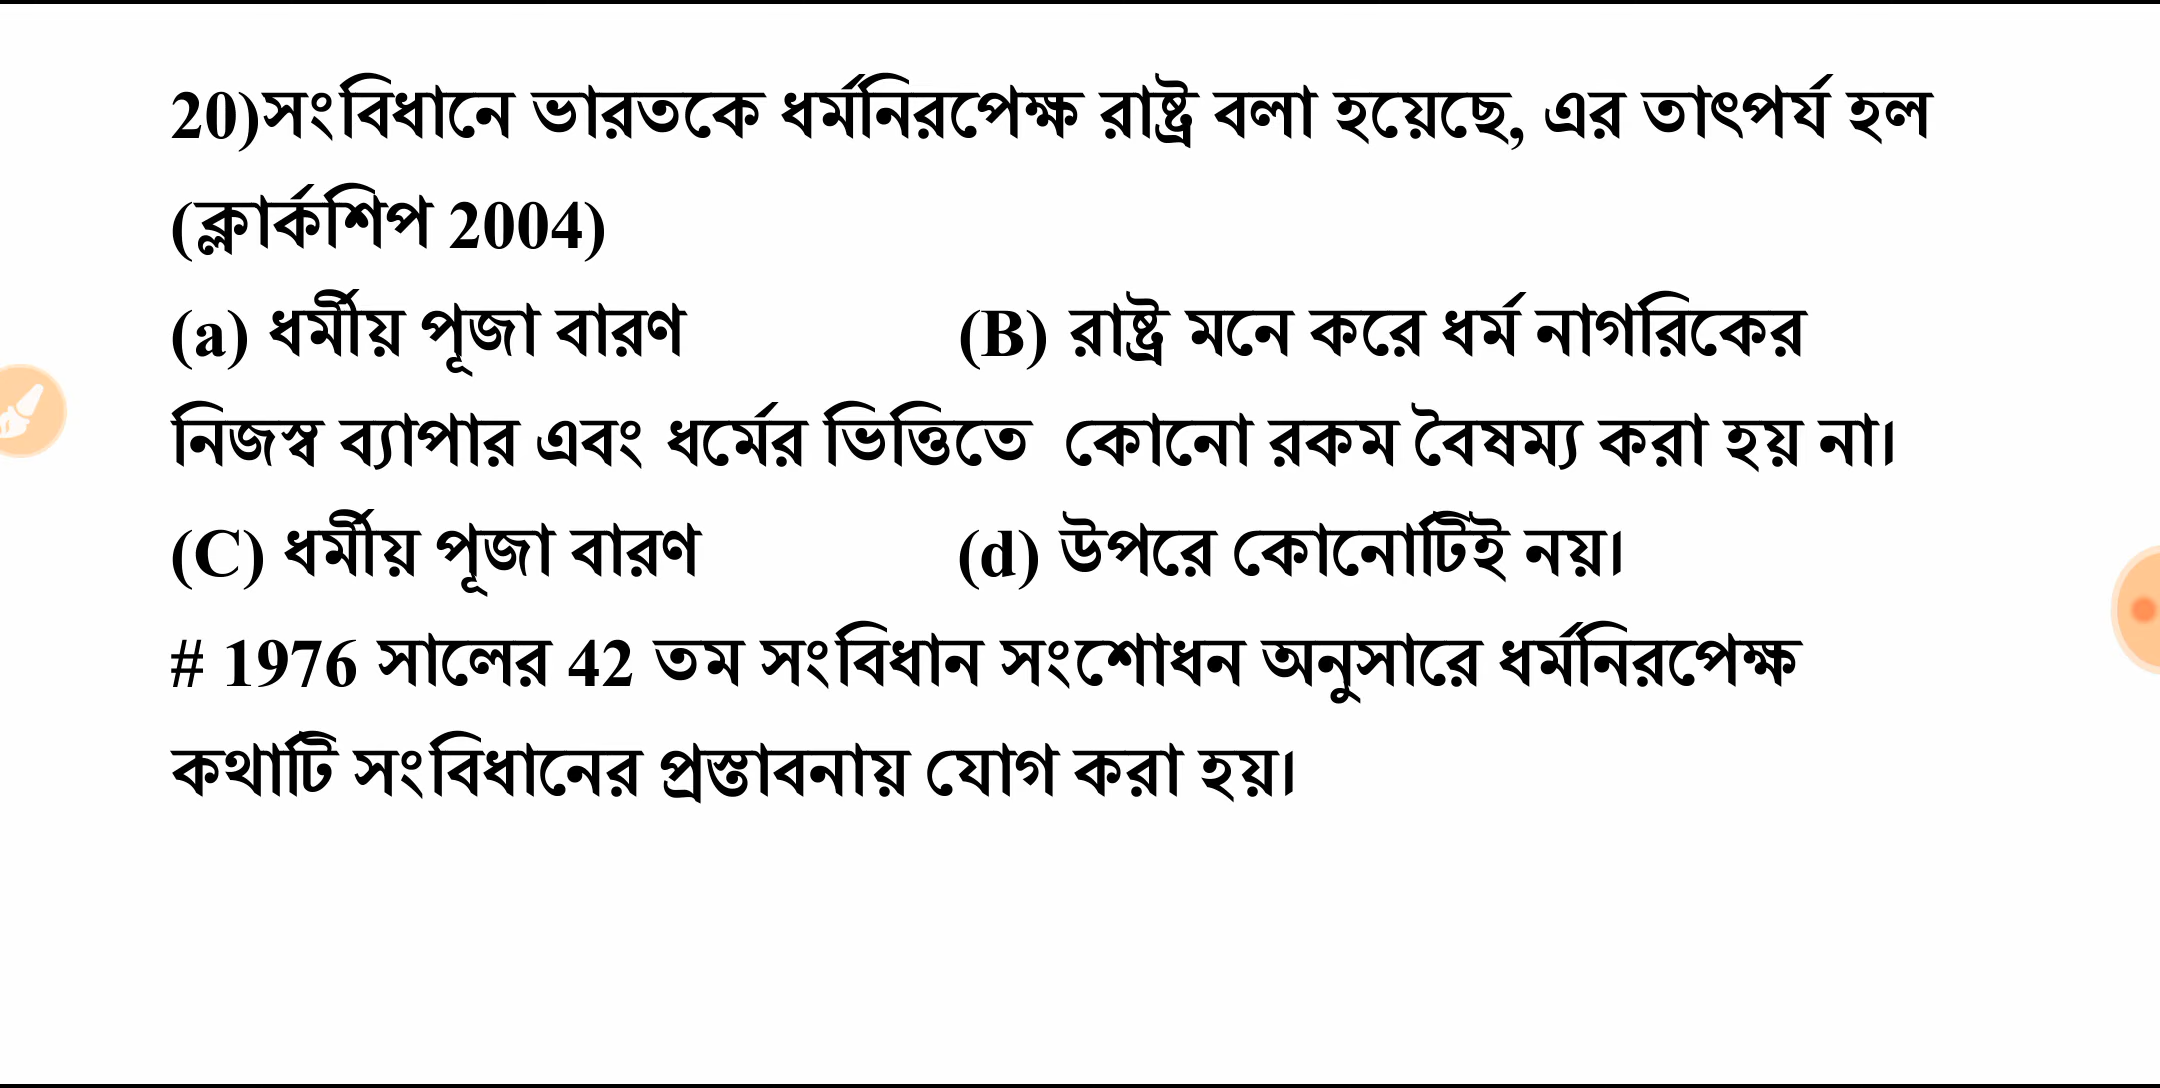 20)সংবিধানে ভারতকে ধর্মনিরপেক্ষ রাষ্ট্র বলা হয়েছে, এর তাৎপর্য হল
(ক্লার্কশিপ 2004)
(a) ধর্মীয় পূজা বারণ (B) রাষ্ট্র মনে করে ধর্ম নাগরিকের
নিজস্ব ব্যাপার এবং ধর্মের ভিত্তিতে কোনো রকম বৈষম্য করা হয় না।
(C) ধর্মীয় পূজা বারণ (d) উপরে কোনোটিই নয়।
# 1976 সালের 42 তম সংবিধান সংশোধন অনুসারে ধর্মনিরপেক্ষ
কথাটি সংবিধানের প্রস্তাবনায় যোগ করা হয়।